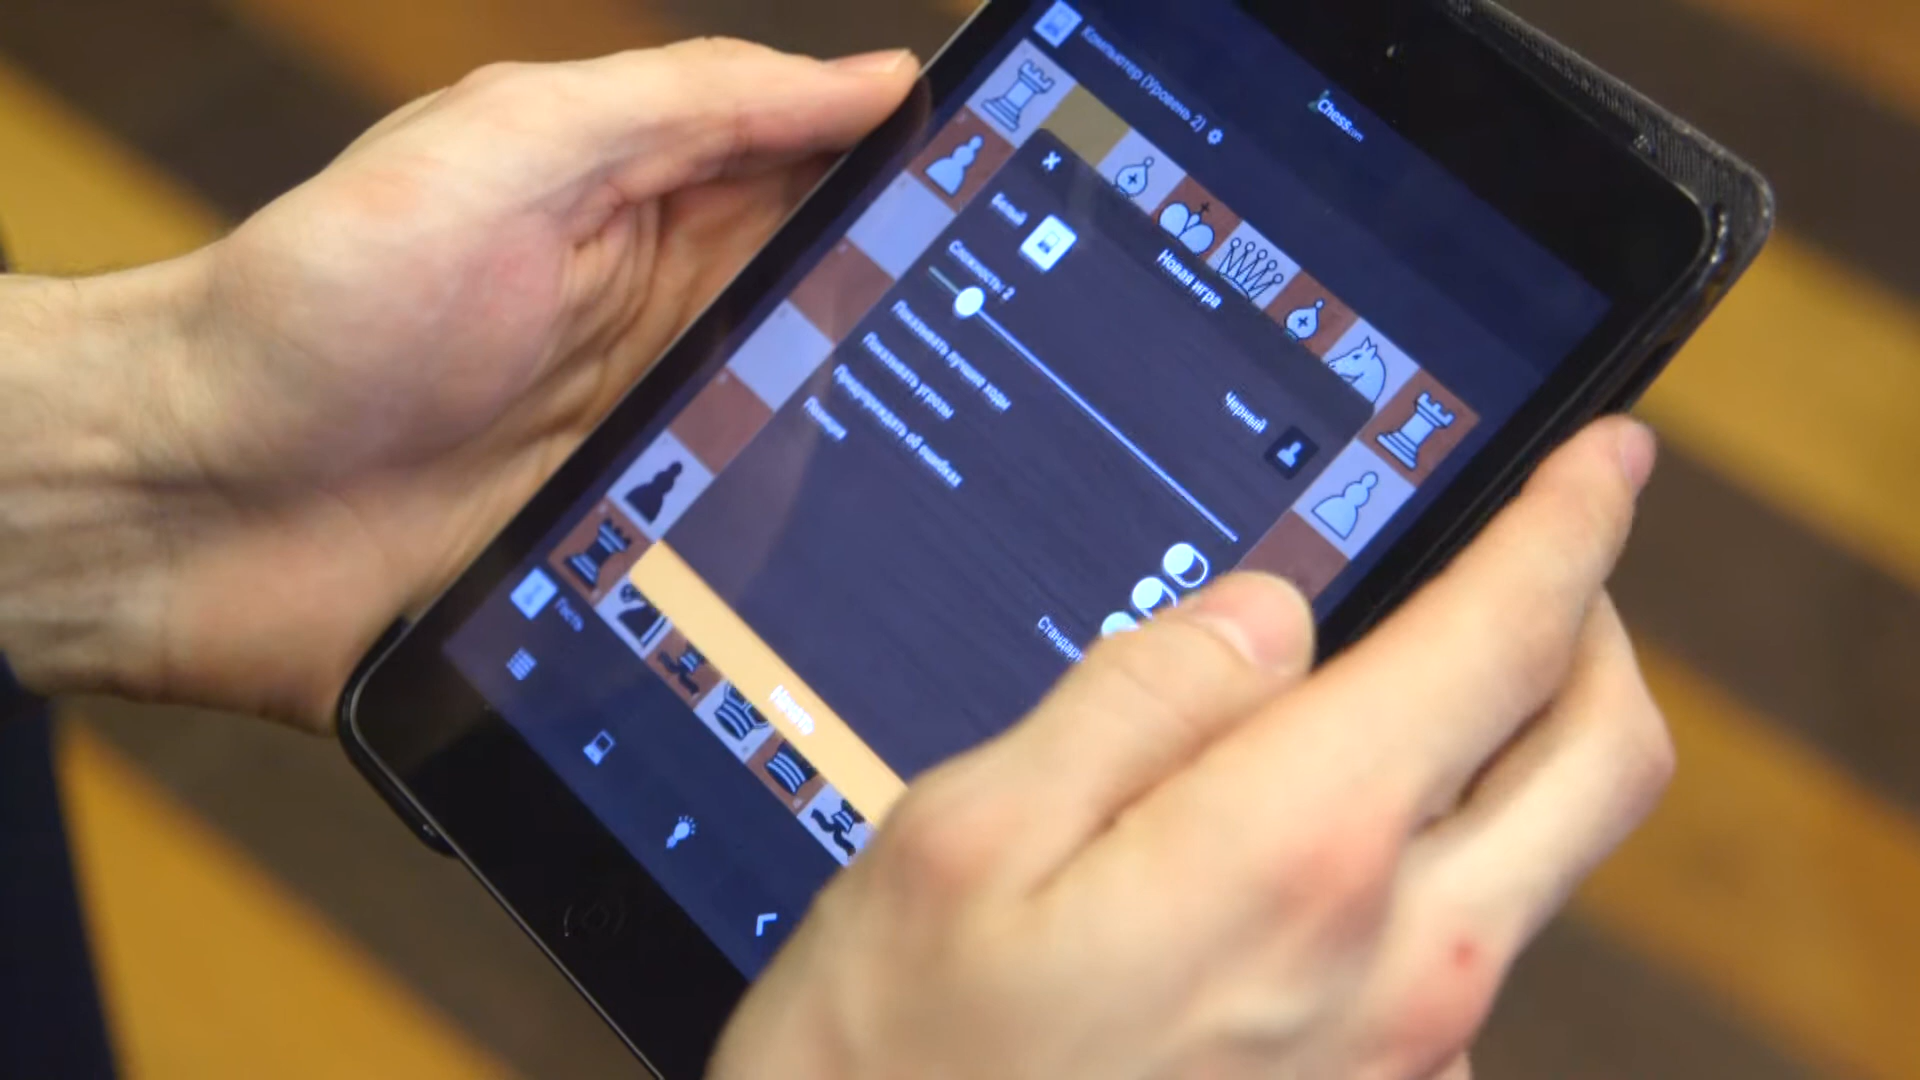 Chess.com
Компьютер (Уровень 2)
Новая игра
Белый
Черный
Сложность: 2
Показывать лучшие ходы
Показывать угрозы
Предупреждать об ошибках
Позиция
Стандарт
Начать
Гость